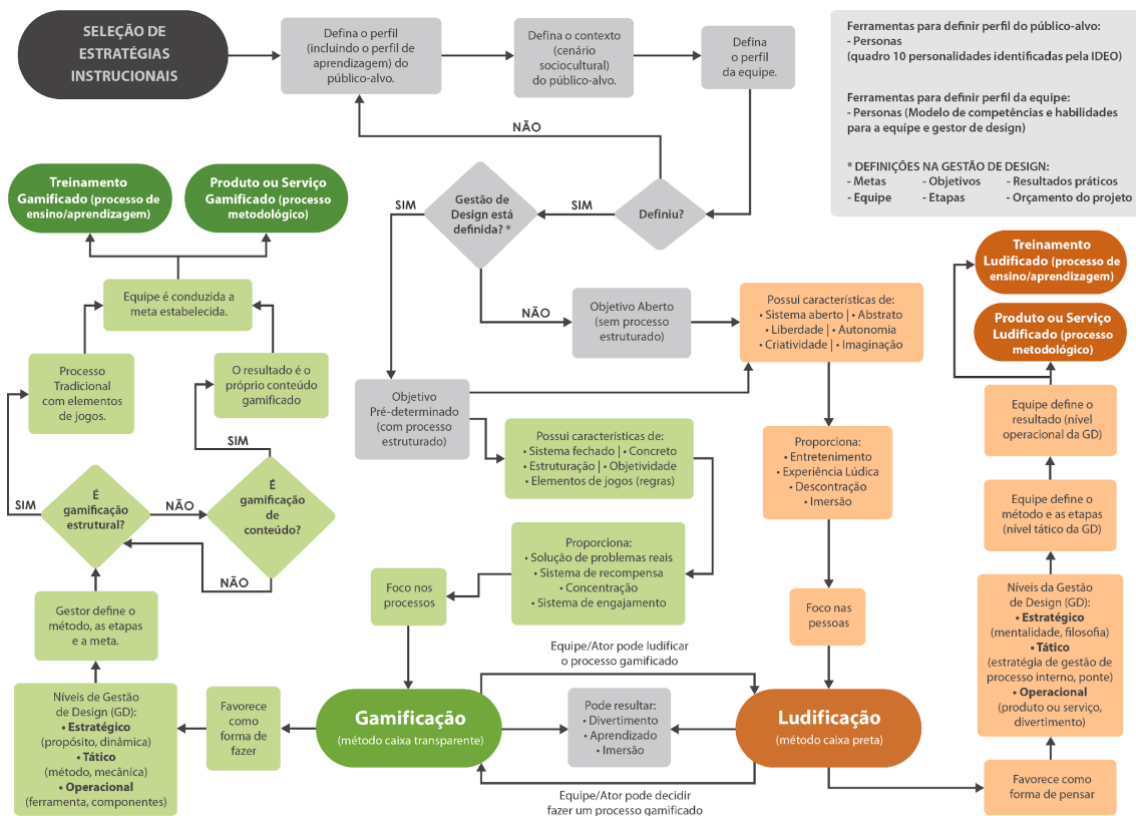 SELEÇÃO DE
ESTRATÉGIAS
INSTRUCIONAIS
Defina o perfil
(incluindo o perfil de
aprendizagem) do
público-alvo.
Defina o contexto
(cenário
sociocultural)
do público-alvo.
Defina
o perfil
da equipe.
Ferramentas para definir perfil do público-alvo:
- Personas
(quadro 10 personalidades identificadas pela IDEO)
Ferramentas para definir perfil da equipe:
- Personas (Modelo de competências e habilidades
para a equipe e gestor de design)
* DEFINIÇÕES NA GESTÃO DE DESIGN:
- Metas - Objetivos - Resultados práticos
- Equipe - Etapas - Orçamento do projeto
NÃO
Definiu?
SIM
Gestão de
Design está
definida? *
SIM
NÃO
Objetivo Aberto
(sem processo
estruturado)
Objetivo
Pré-determinado
(com processo
estruturado)
Possui características de:
• Sistema aberto | • Abstrato
• Liberdade | • Autonomia
• Criatividade | • Imaginação
Proporciona:
• Entretenimento
• Experiência Lúdica
• Descontração
• Imersão
Foco nas
pessoas
Possui características de:
• Sistema fechado | • Concreto
• Estruturação | • Objetividade
• Elementos de jogos (regras)
Proporciona:
• Solução de problemas reais
• Sistema de recompensa
• Concentração
• Sistema de engajamento
Foco nos
processos
Equipe/Ator pode ludificar
o processo gamificado
Gamificação
(método caixa transparente)
Pode resultar:
• Divertimento
• Aprendizado
• Imersão
Ludificação
(método caixa preta)
Equipe/Ator pode decidir
fazer um processo gamificado
Favorece
como
forma de
fazer
Níveis de Gestão
de Design (GD):
• Estratégico
(propósito, dinâmica)
• Tático
(método, mecânica)
• Operacional
(ferramenta, componentes)
Gestor define o
método, as etapas
e a meta.
É
gamificação
estrutural?
SIM
NÃO
É
gamificação
de
conteúdo?
NÃO
SIM
Processo
Tradicional
com elementos
de jogos.
O resultado é o
próprio conteúdo
gamificado
Equipe é conduzida a
meta estabelecida.
Treinamento
Gamificado (processo de
ensino/aprendizagem)
Produto ou Serviço
Gamificado (processo
metodológico)
Favorece como
forma de pensar
Níveis da Gestão
de Design (GD):
• Estratégico
(mentalidade, filosofia)
• Tático
(estratégia de gestão de
processo interno, ponte)
• Operacional
(produto ou serviço,
divertimento)
Equipe define o
método e as etapas
(nível tático da GD)
Equipe define
o resultado (nível
operacional da GD)
Produto ou Serviço
Ludificado (processo
metodológico)
Treinamento
Ludificado (processo de
ensino/aprendizagem)